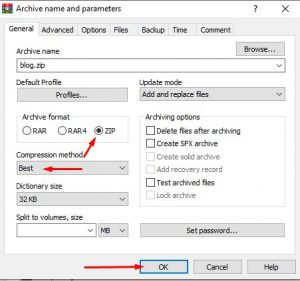 Archive name and parameters
General Advanced Options Files Backup Time Comment
Archive name
Browse...
blog.zip
Default Profile
Update mode
Profiles...
Add and replace files
Archive format
RAR RAR4 ZIP
Compression method
Best
Dictionary size
32 KB
Split to volumes, size
MB
Archiving options
Delete files after archiving
Create SFX archive
Create solid archive
Add recovery record
Test archived files
Lock archive
Set password...
OK Cancel Help